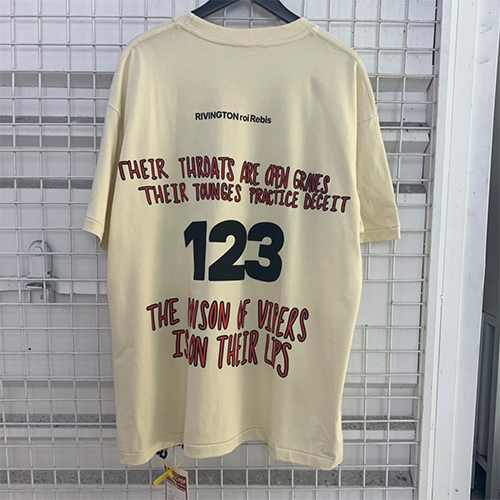 RIVINGTON roi Rebis
THEIR THROATS ARE OPEN GRAVES
THEIR TOUNGES PRACTICE DECEIT
123
THE POISON OF VIPERS
IS ON THEIR LIPS